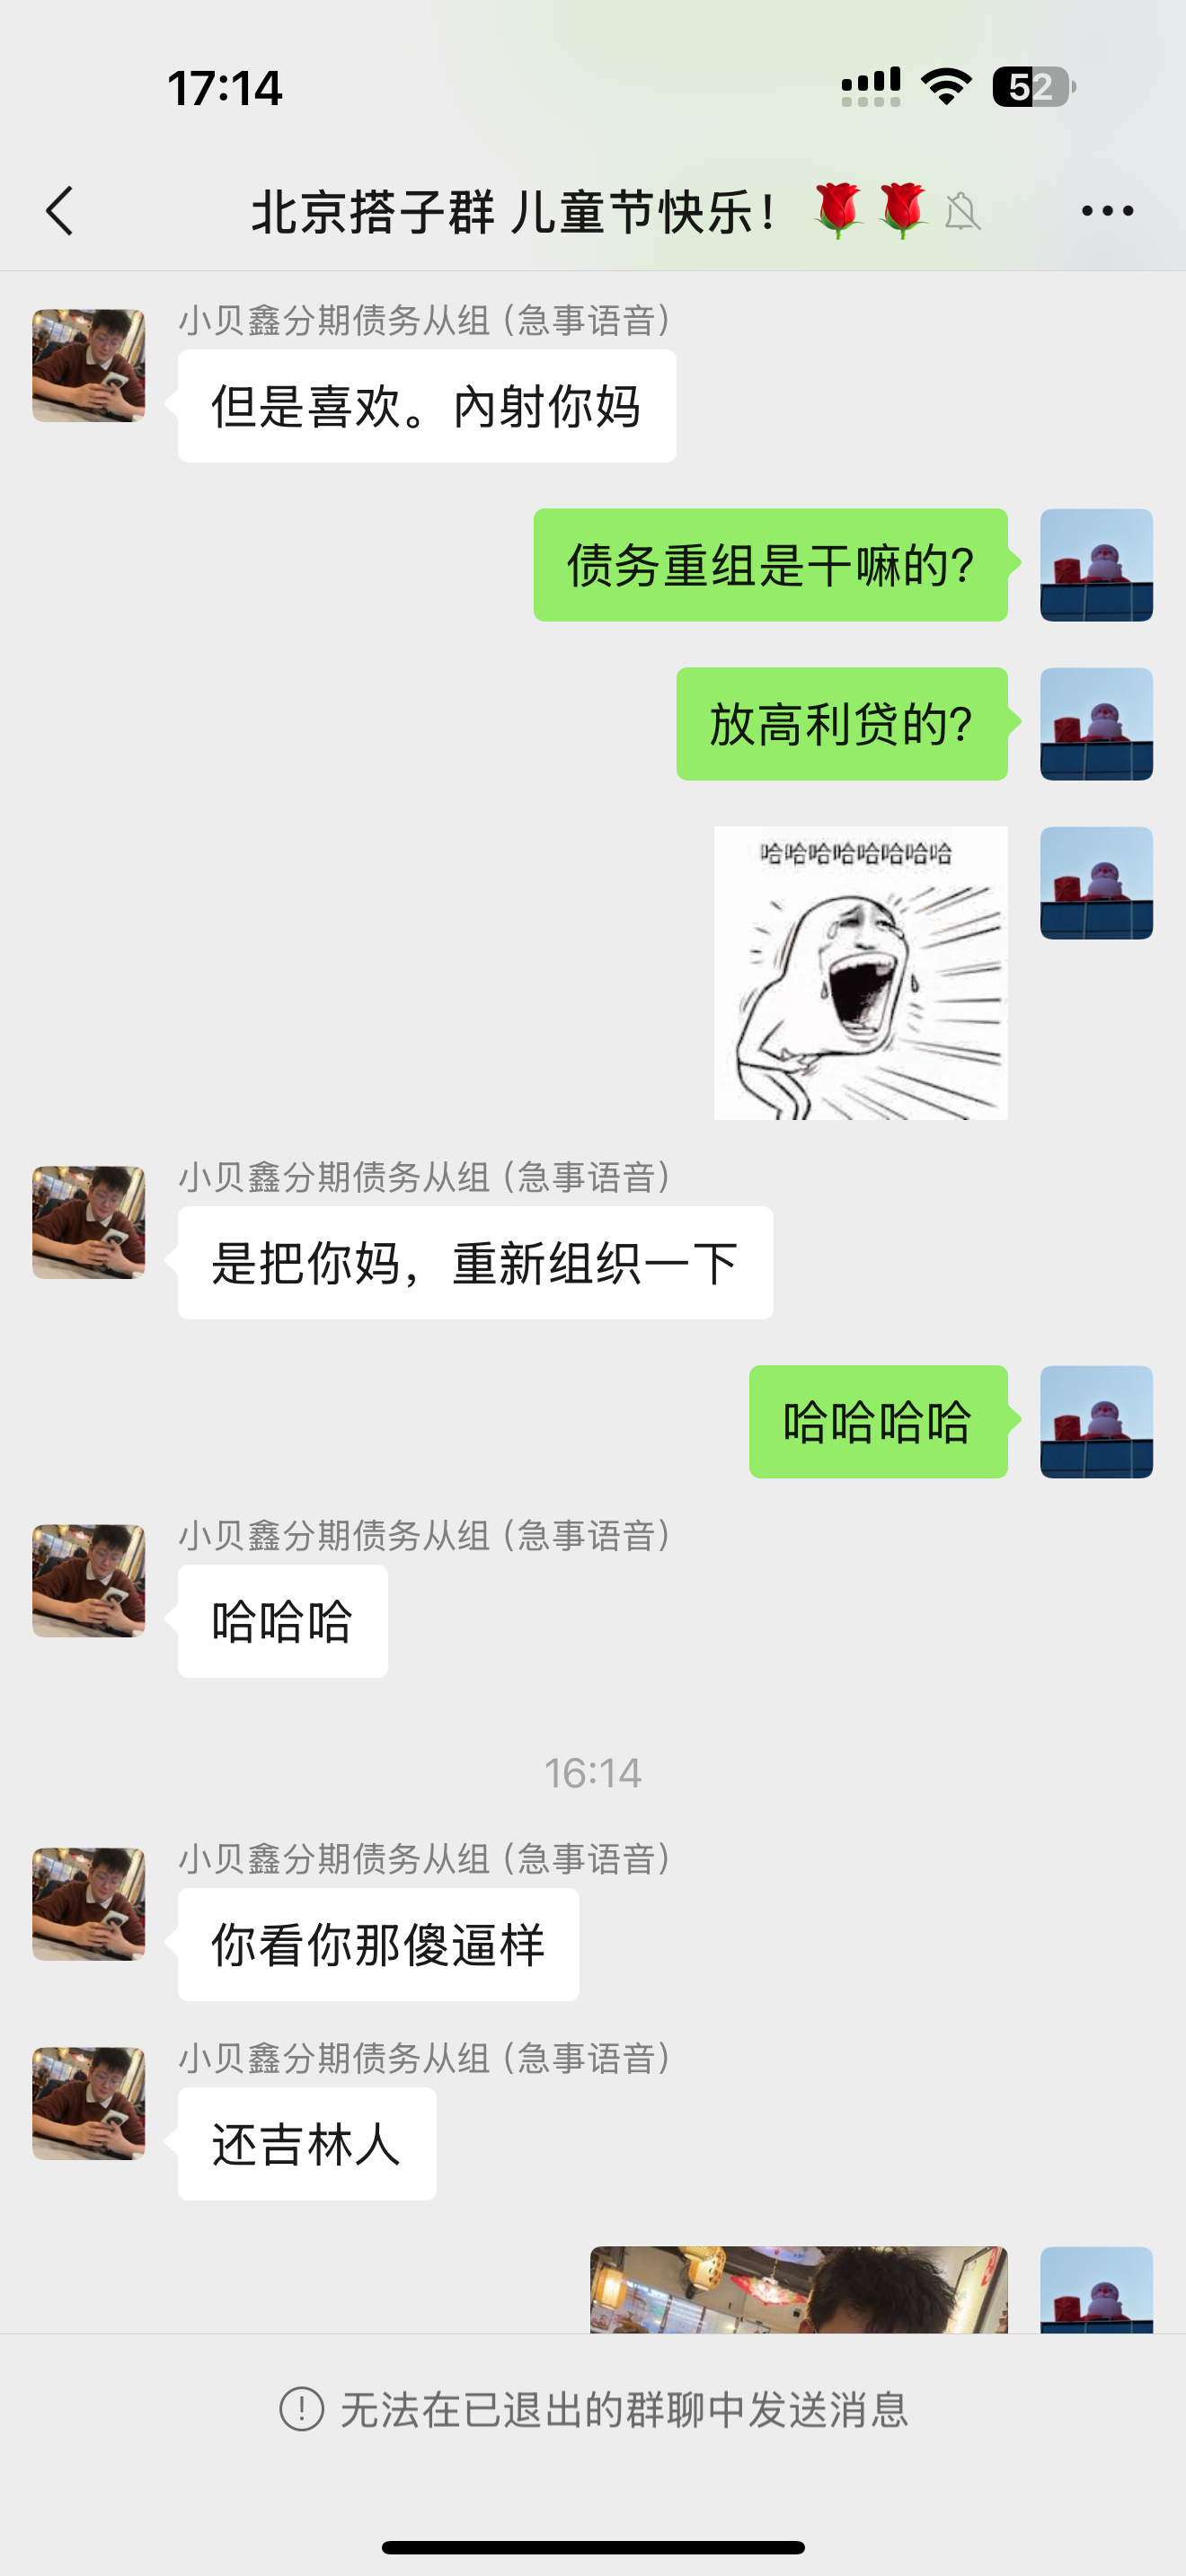 17:14
52
北京搭子群 儿童节快乐！🌹🌹
小贝鑫分期债务从组（急事语音）
但是喜欢。內射你妈
债务重组是干嘛的？
放高利贷的？
哈哈哈哈哈哈哈哈
小贝鑫分期债务从组（急事语音）
是把你妈，重新组织一下
哈哈哈哈
小贝鑫分期债务从组（急事语音）
哈哈哈
16:14
小贝鑫分期债务从组（急事语音）
你看你那傻逼样
小贝鑫分期债务从组（急事语音）
还吉林人
无法在已退出的群聊中发送消息